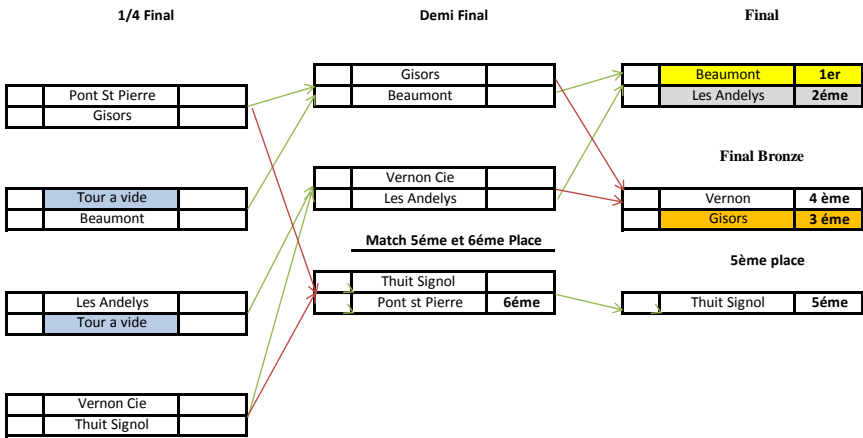 1/4 Final
Pont St Pierre
Gisors
Tour a vide
Beaumont
Les Andelys
Tour a vide
Vernon Cie
Thuit Signol
Demi Final
Gisors
Beaumont
Vernon Cie
Les Andelys
Match 5éme et 6éme Place
Thuit Signol
Pont st Pierre 6éme
Final
Beaumont 1er
Les Andelys 2éme
Final Bronze
Vernon 4 ème
Gisors 3 éme
5ème place
Thuit Signol 5éme